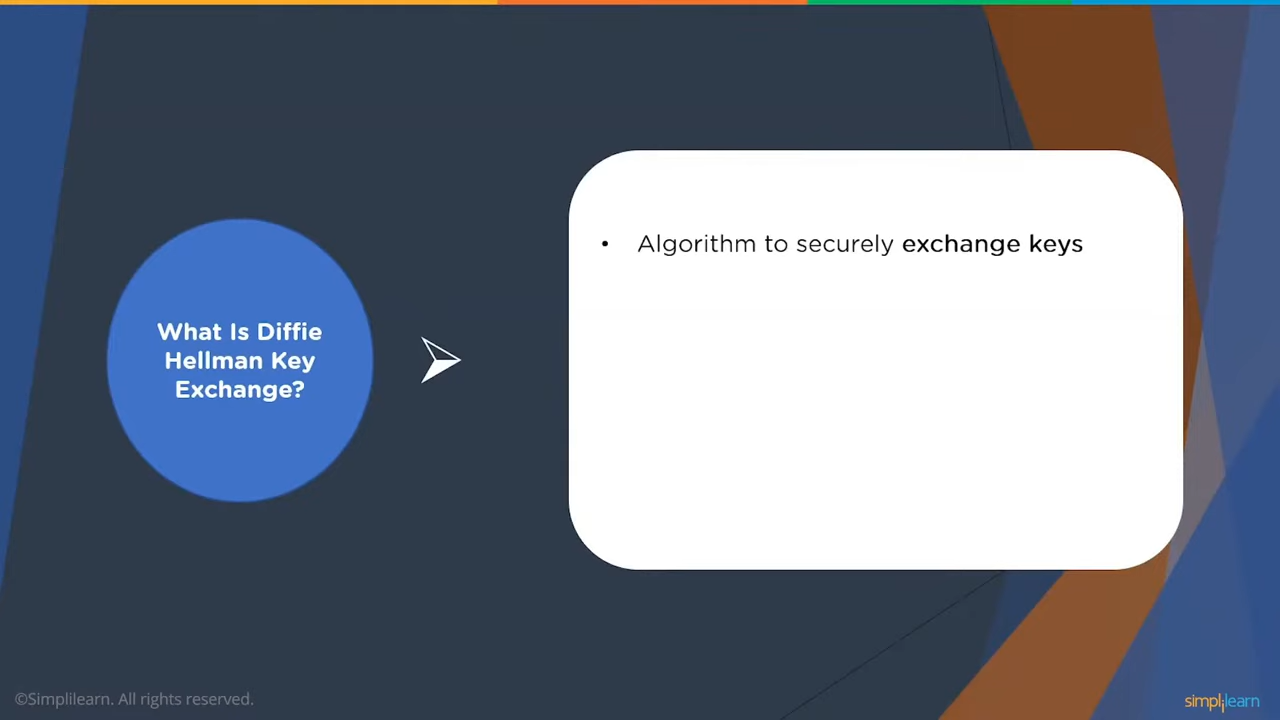 What Is Diffie
Hellman Key
Exchange?
• Algorithm to securely exchange keys
©Simplilearn. All rights reserved.
simplilearn